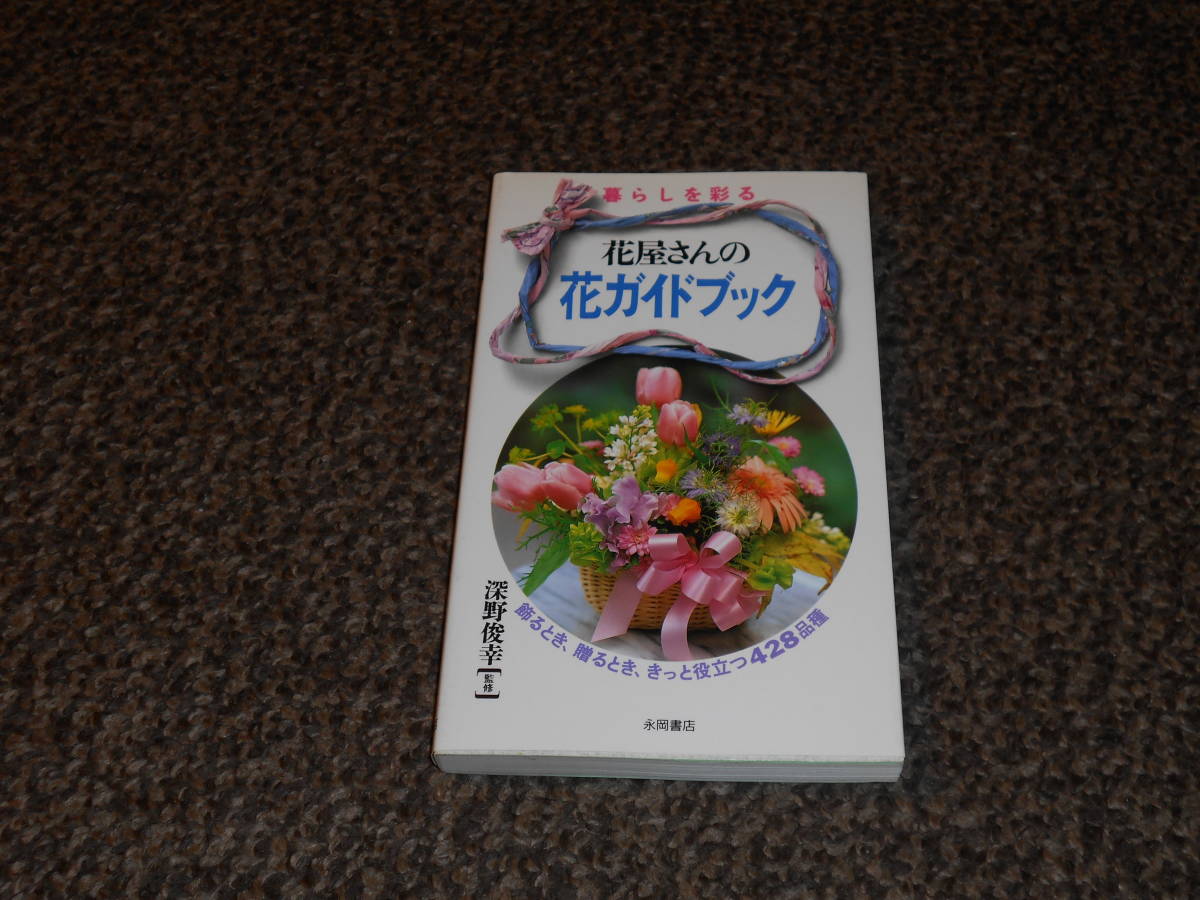 暮らしを彩る
花屋さんの
花ガイドブック
深野俊幸【監修】
飾るとき、贈るとき、きっと役立つ428品種
永岡書店